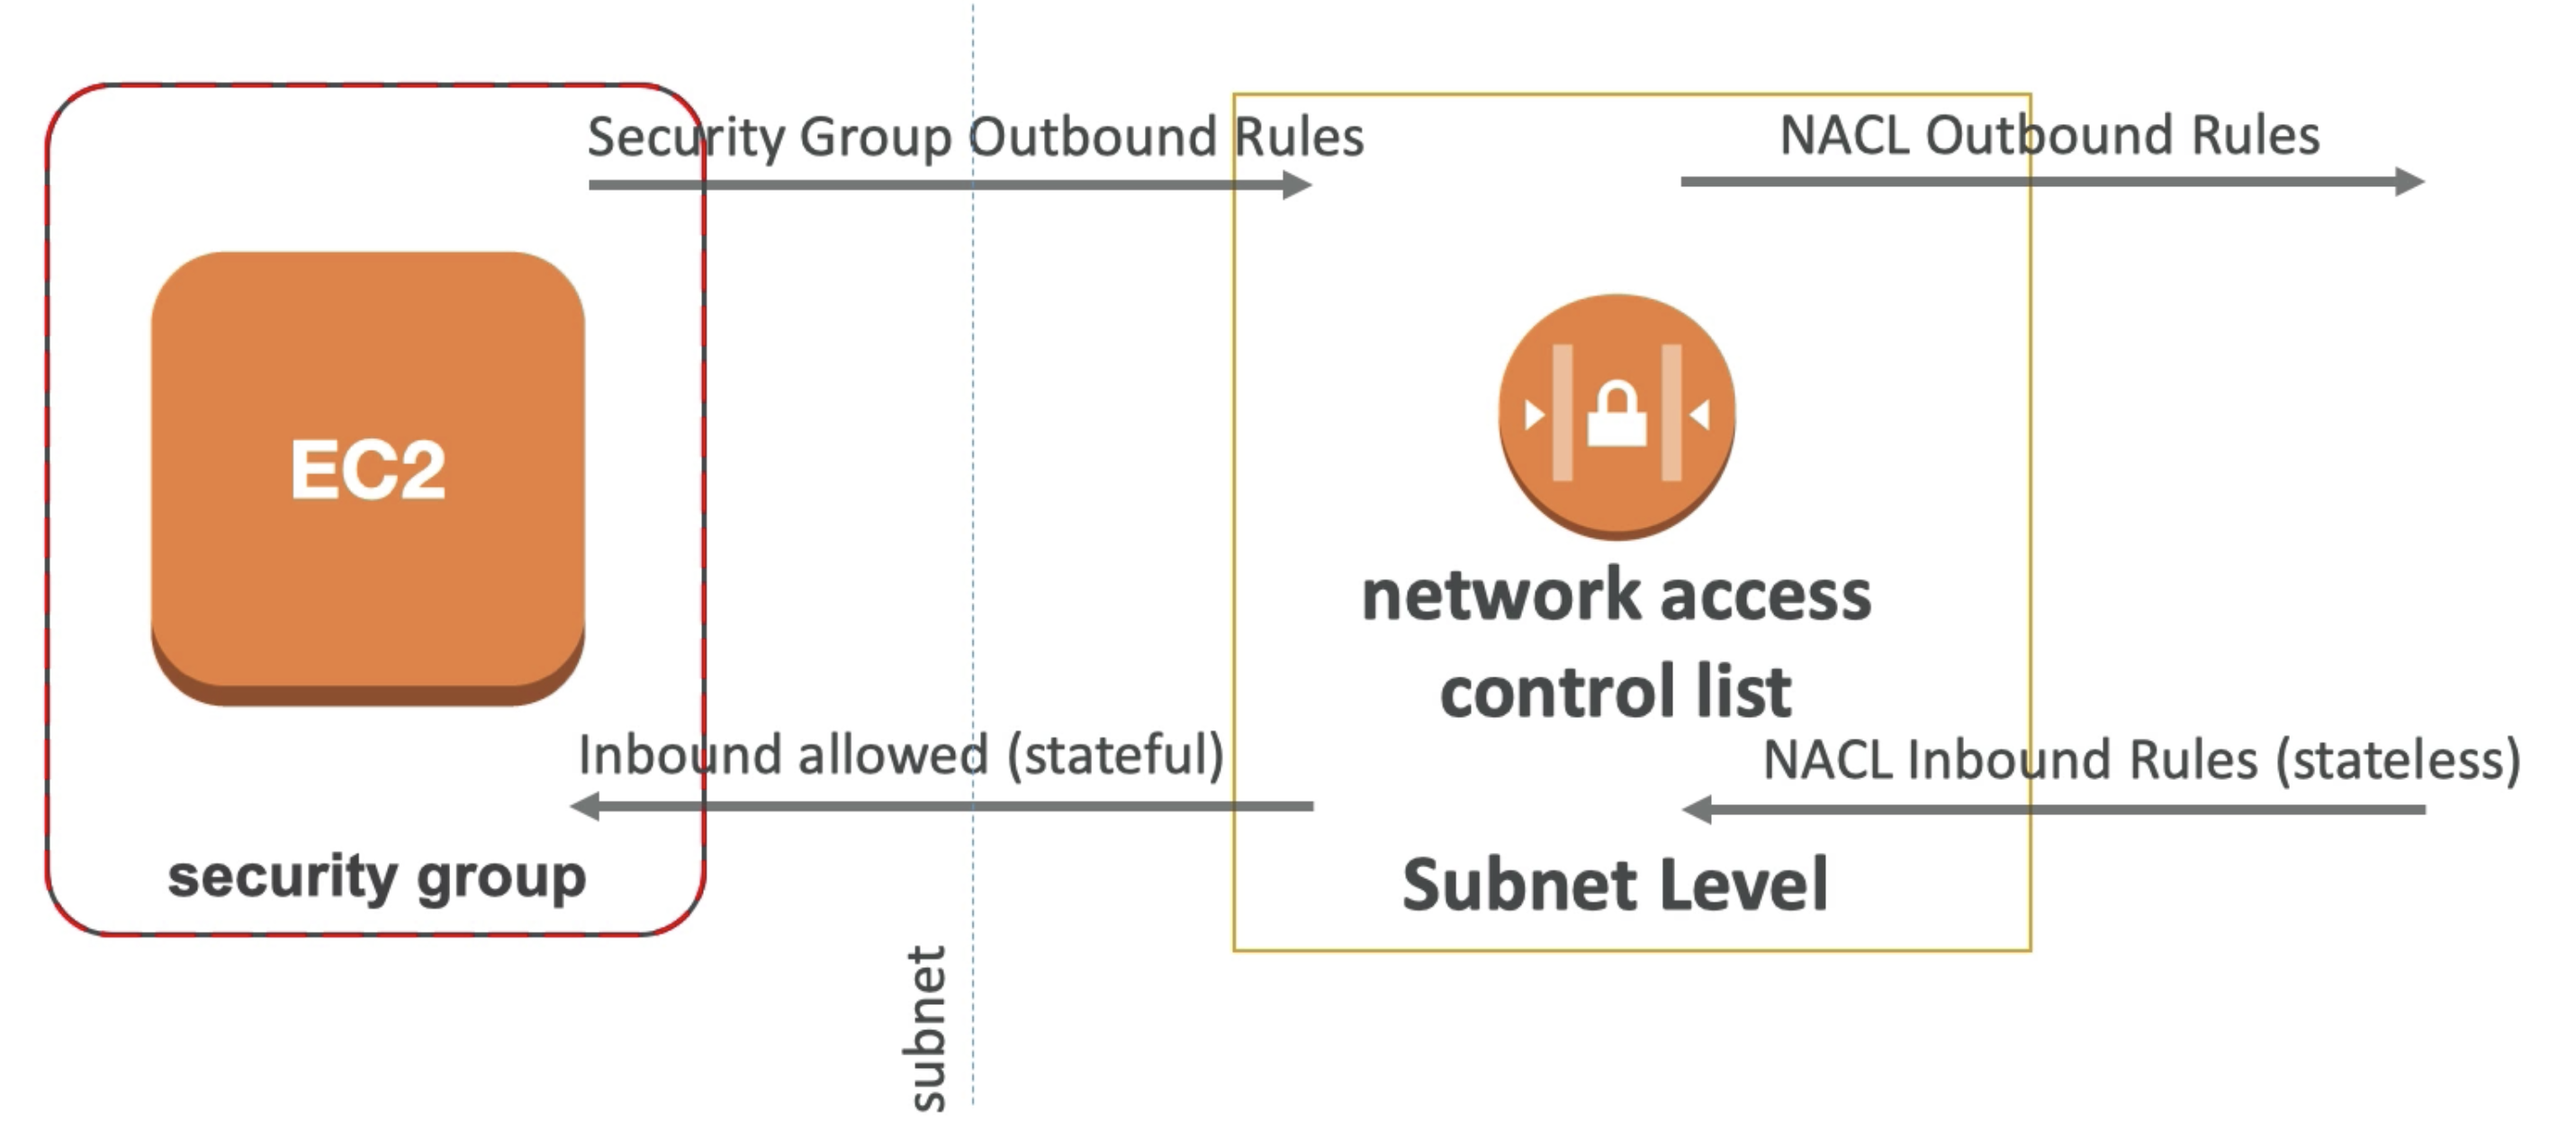 Security Group Outbound Rules
NACL Outbound Rules
EC2
network access
control list
Inbound allowed (stateful)
NACL Inbound Rules (stateless)
security group
Subnet Level
subnet